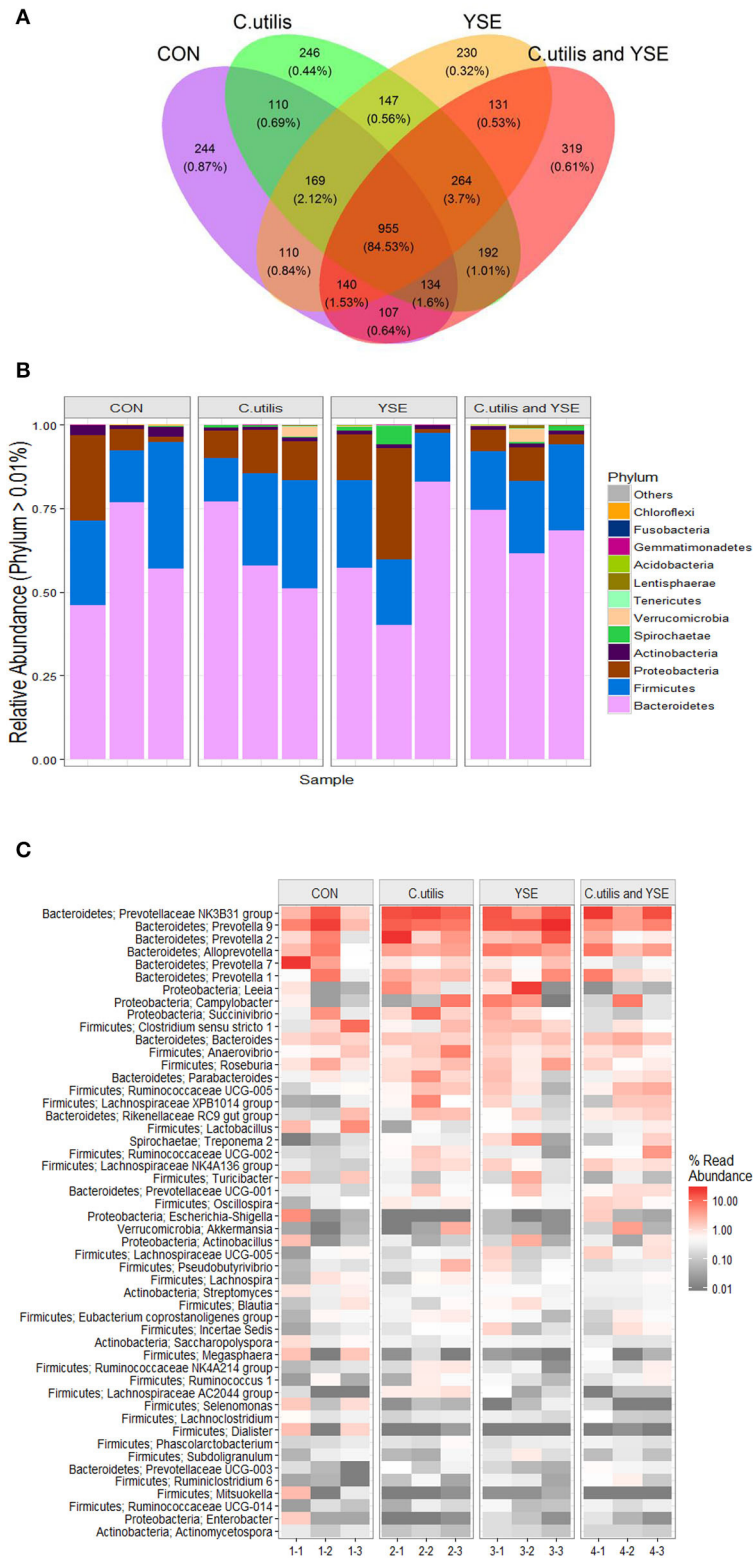 A
CON
C.utilis
YSE
C.utilis and YSE
246
(0.44%)
230
(0.32%)
110
(0.69%)
147
(0.56%)
131
(0.53%)
244
(0.87%)
319
(0.61%)
169
(2.12%)
264
(3.7%)
955
(84.53%)
110
(0.84%)
192
(1.01%)
140
(1.53%)
134
(1.6%)
107
(0.64%)
B
CON
C.utilis
YSE
C.utilis and YSE
Relative Abundance (Phylum > 0.01%)
1.00
0.75
0.50
0.25
0.00
Sample
Phylum
Others
Chloroflexi
Fusobacteria
Gemmatimonadetes
Acidobacteria
Lentisphaerae
Tenericutes
Verrucomicrobia
Spirochaetae
Actinobacteria
Proteobacteria
Firmicutes
Bacteroidetes
C
CON
C.utilis
YSE
C.utilis and YSE
Bacteroidetes; Prevotellaceae NK3B31 group
Bacteroidetes; Prevotella 9
Bacteroidetes; Prevotella 2
Bacteroidetes; Alloprevotella
Bacteroidetes; Prevotella 7
Bacteroidetes; Prevotella 1
Proteobacteria; Leeia
Proteobacteria; Campylobacter
Proteobacteria; Succinivibrio
Firmicutes; Clostridium sensu stricto 1
Bacteroidetes; Bacteroides
Firmicutes; Anaerovibrio
Firmicutes; Roseburia
Bacteroidetes; Parabacteroides
Firmicutes; Ruminococcaceae UCG-005
Firmicutes; Lachnospiraceae XPB1014 group
Bacteroidetes; Rikenellaceae RC9 gut group
Firmicutes; Lactobacillus
Spirochaetae; Treponema 2
Firmicutes; Ruminococcaceae UCG-002
Firmicutes; Lachnospiraceae NK4A136 group
Firmicutes; Turicibacter
Bacteroidetes; Prevotellaceae UCG-001
Firmicutes; Oscillospira
Proteobacteria; Escherichia-Shigella
Verrucomicrobia; Akkermansia
Proteobacteria; Actinobacillus
Firmicutes; Lachnospiraceae UCG-005
Firmicutes; Pseudobutyrivibrio
Firmicutes; Lachnospira
Actinobacteria; Streptomyces
Firmicutes; Blautia
Firmicutes; Eubacterium coprostanoligenes group
Firmicutes; Incertae Sedis
Actinobacteria; Saccharopolyspora
Firmicutes; Megasphaera
Firmicutes; Ruminococcaceae NK4A214 group
Firmicutes; Ruminococcus 1
Firmicutes; Lachnospiraceae AC2044 group
Firmicutes; Selenomonas
Firmicutes; Lachnoclostridium
Firmicutes; Dialister
Firmicutes; Phascolarctobacterium
Firmicutes; Subdoligranulum
Bacteroidetes; Prevotellaceae UCG-003
Firmicutes; Ruminiclostridium 6
Firmicutes; Mitsuokella
Firmicutes; Ruminococcaceae UCG-014
Proteobacteria; Enterobacter
Actinobacteria; Actinomycetospora
1-1 1-2 1-3 2-1 2-2 2-3 3-1 3-2 3-3 4-1 4-2 4-3
% Read
Abundance
10.00
1.00
0.10
0.01